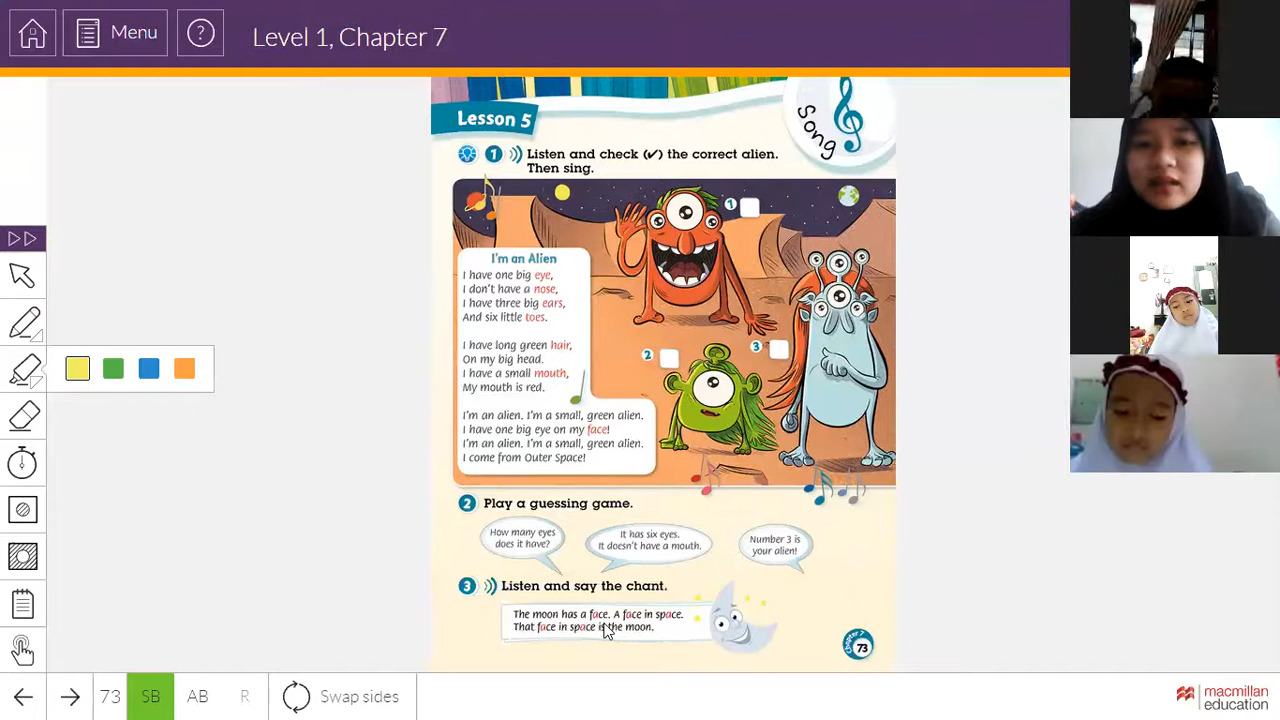 Menu
?
Level 1, Chapter 7
Lesson 5
Song
1 Listen and check (✔) the correct alien.
Then sing.
1
I'm an Alien
I have one big eye,
I don't have a nose,
I have three big ears,
And six little toes.
I have long green hair,
On my big head.
I have a small mouth,
My mouth is red.
I'm an alien. I'm a small, green alien.
I have one big eye on my face!
I'm an alien. I'm a small, green alien.
I come from Outer Space!
2
3
2 Play a guessing game.
How many eyes
does it have?
It has six eyes.
It doesn't have a mouth.
Number 3 is
your alien!
3 Listen and say the chant.
The moon has a face. A face in space.
That face in space is the moon.
Chapter 7
73
73
SB
AB
R
Swap sides
macmillan
education